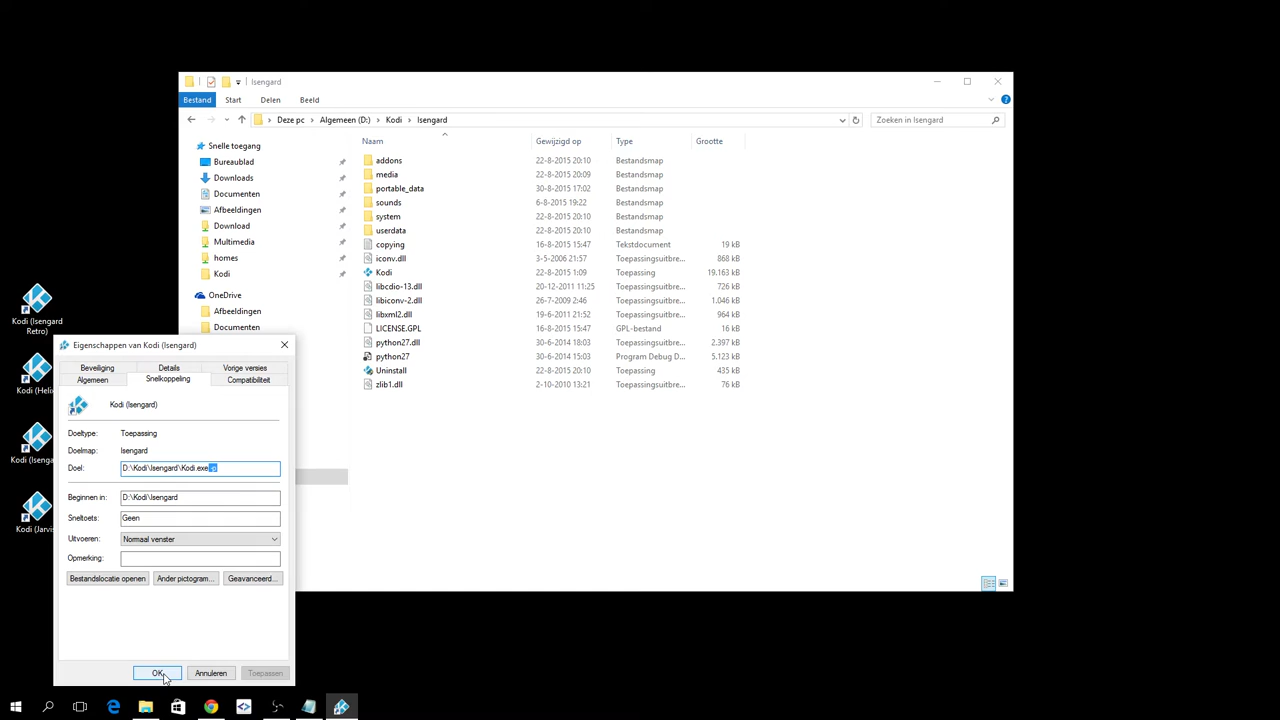 Isengard
Bestand Start Delen Beeld
Deze pc > Algemeen (D:) > Kodi > Isengard
Zoeken in Isengard
Naam Gewijzigd op Type Grootte
Snelle toegang
Bureaublad
Downloads
Documenten
Afbeeldingen
Download
Multimedia
homes
Kodi
OneDrive
Afbeeldingen
Documenten
addons 22-8-2015 20:10 Bestandsmap
media 22-8-2015 20:09 Bestandsmap
portable_data 30-8-2015 17:02 Bestandsmap
sounds 6-8-2015 19:22 Bestandsmap
system 22-8-2015 20:10 Bestandsmap
userdata 22-8-2015 20:10 Bestandsmap
copying 16-8-2015 15:47 Tekstdocument 19 kB
iconv.dll 3-5-2006 21:57 Toepassingsuitbre... 868 kB
Kodi 22-8-2015 1:09 Toepassing 19.163 kB
libcdio-13.dll 20-12-2011 11:25 Toepassingsuitbre... 726 kB
libiconv-2.dll 26-7-2009 2:46 Toepassingsuitbre... 1.046 kB
libxml2.dll 19-6-2011 21:52 Toepassingsuitbre... 964 kB
LICENSE.GPL 16-8-2015 15:47 GPL-bestand 16 kB
python27.dll 30-6-2014 18:03 Toepassingsuitbre... 2.397 kB
python27 30-6-2014 15:03 Program Debug D... 5.123 kB
Uninstall 22-8-2015 20:10 Toepassing 435 kB
zlib1.dll 2-10-2010 13:21 Toepassingsuitbre... 76 kB
Kodi (Isengard
Retro)
Kodi (Helic
Kodi (Isenga
Kodi (Jarvis
Eigenschappen van Kodi (Isengard)
Beveiliging Details Vorige versies
Algemeen Snelkoppeling Compatibiliteit
Kodi (Isengard)
Doeltype: Toepassing
Doelmap: Isengard
Doel: D:\Kodi\Isengard\Kodi.exe -p
Beginnen in: D:\Kodi\Isengard
Sneltoets: Geen
Uitvoeren: Normaal venster
Opmerking:
Bestandslocatie openen Ander pictogram... Geavanceerd...
OK Annuleren Toepassen